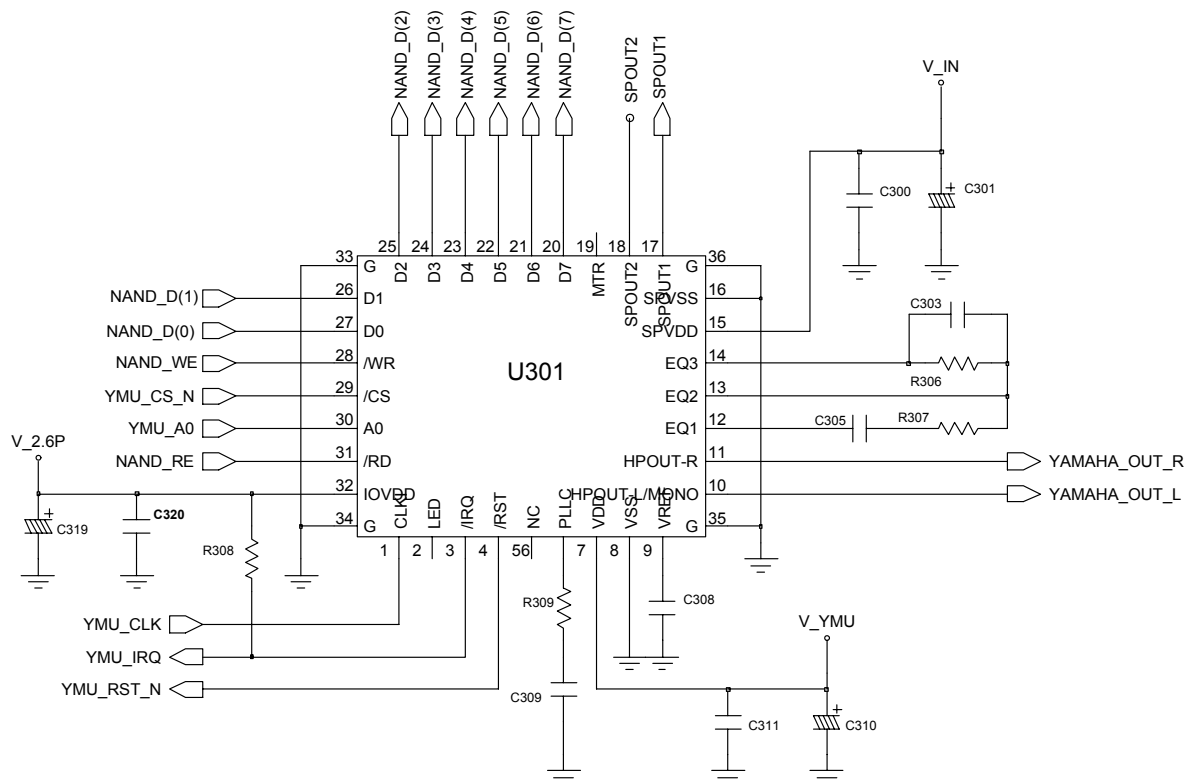 NAND_D(2)
NAND_D(3)
NAND_D(4)
NAND_D(5)
NAND_D(6)
NAND_D(7)
SPOUT2
SPOUT1
V_IN
C300
C301
25
24
23
22
21
20
19
18
17
33
G
D2
D3
D4
D5
D6
D7
MTR
SPOUT2
SPOUT1
G
36
NAND_D(1)
26
D1
SPVSS
16
C303
NAND_D(0)
27
D0
SPVDD
15
NAND_WE
28
/WR
U301
EQ3
14
R306
YMU_CS_N
29
/CS
EQ2
13
YMU_A0
30
A0
EQ1
12
C305
R307
V_2.6P
NAND_RE
31
/RD
HPOUT-R
11
YAMAHA_OUT_R
32
IOVDD
HPOUT-L/MONO
10
YAMAHA_OUT_L
C319
C320
34
G
CLKI
LED
/IRQ
/RST
NC
PLLC
VDD
VSS
VREF
G
35
R308
1
2
3
4
56
7
8
9
R309
C308
YMU_CLK
V_YMU
YMU_IRQ
YMU_RST_N
C309
C311
C310